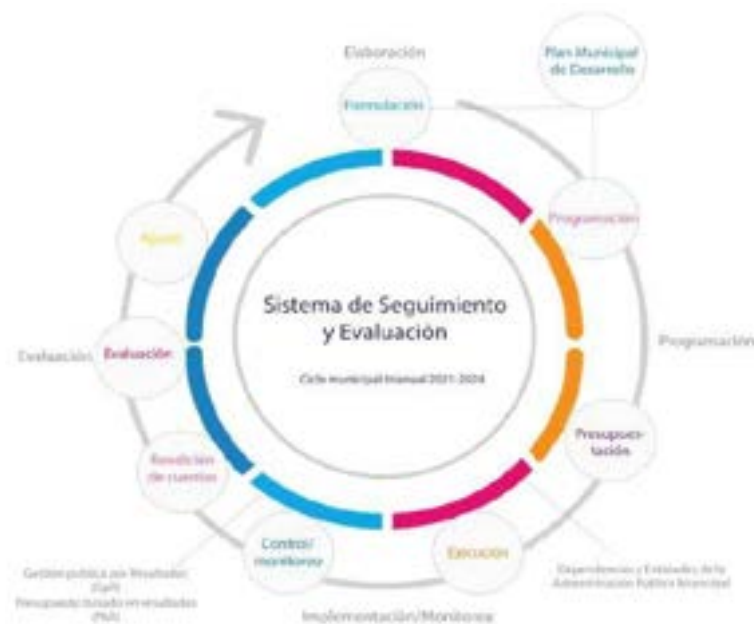 Elaboración
Plan Municipal
de Desarrollo
Formulación
Programación
Ajuste
Sistema de Seguimiento
y Evaluación
Ciclo municipal trianual 2021-2024
Evaluación
Evaluación
Programación
Presupues-
tación
Rendición
de cuentas
Control/
monitoreo
Ejecución
Gestión pública por Resultados
(GpR)
Presupuesto basado en resultados
(PbR)
Dependencias y Entidades de la
Administración Pública Municipal
Implementación/Monitoreo